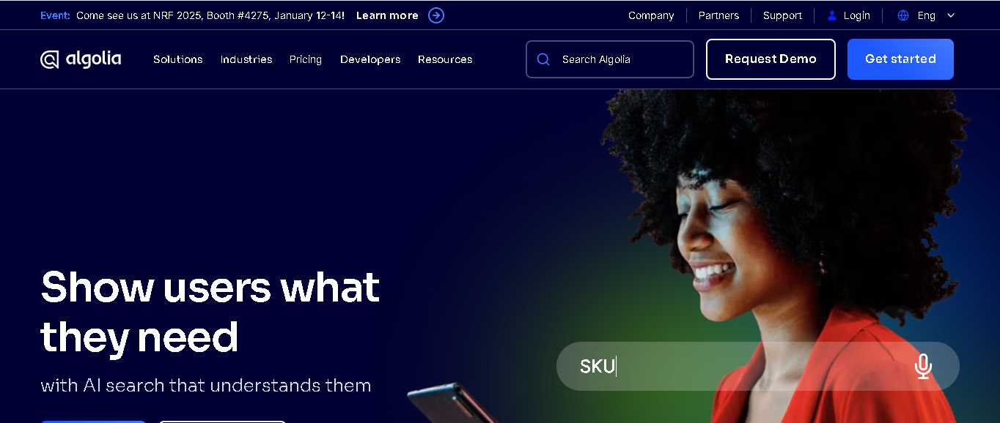 Event: Come see us at NRF 2025, Booth #4275, January 12-14! Learn more
Company Partners Support Login Eng
algolia Solutions Industries Pricing Developers Resources Search Algolia Request Demo Get started
Show users what
they need
with AI search that understands them
SKU